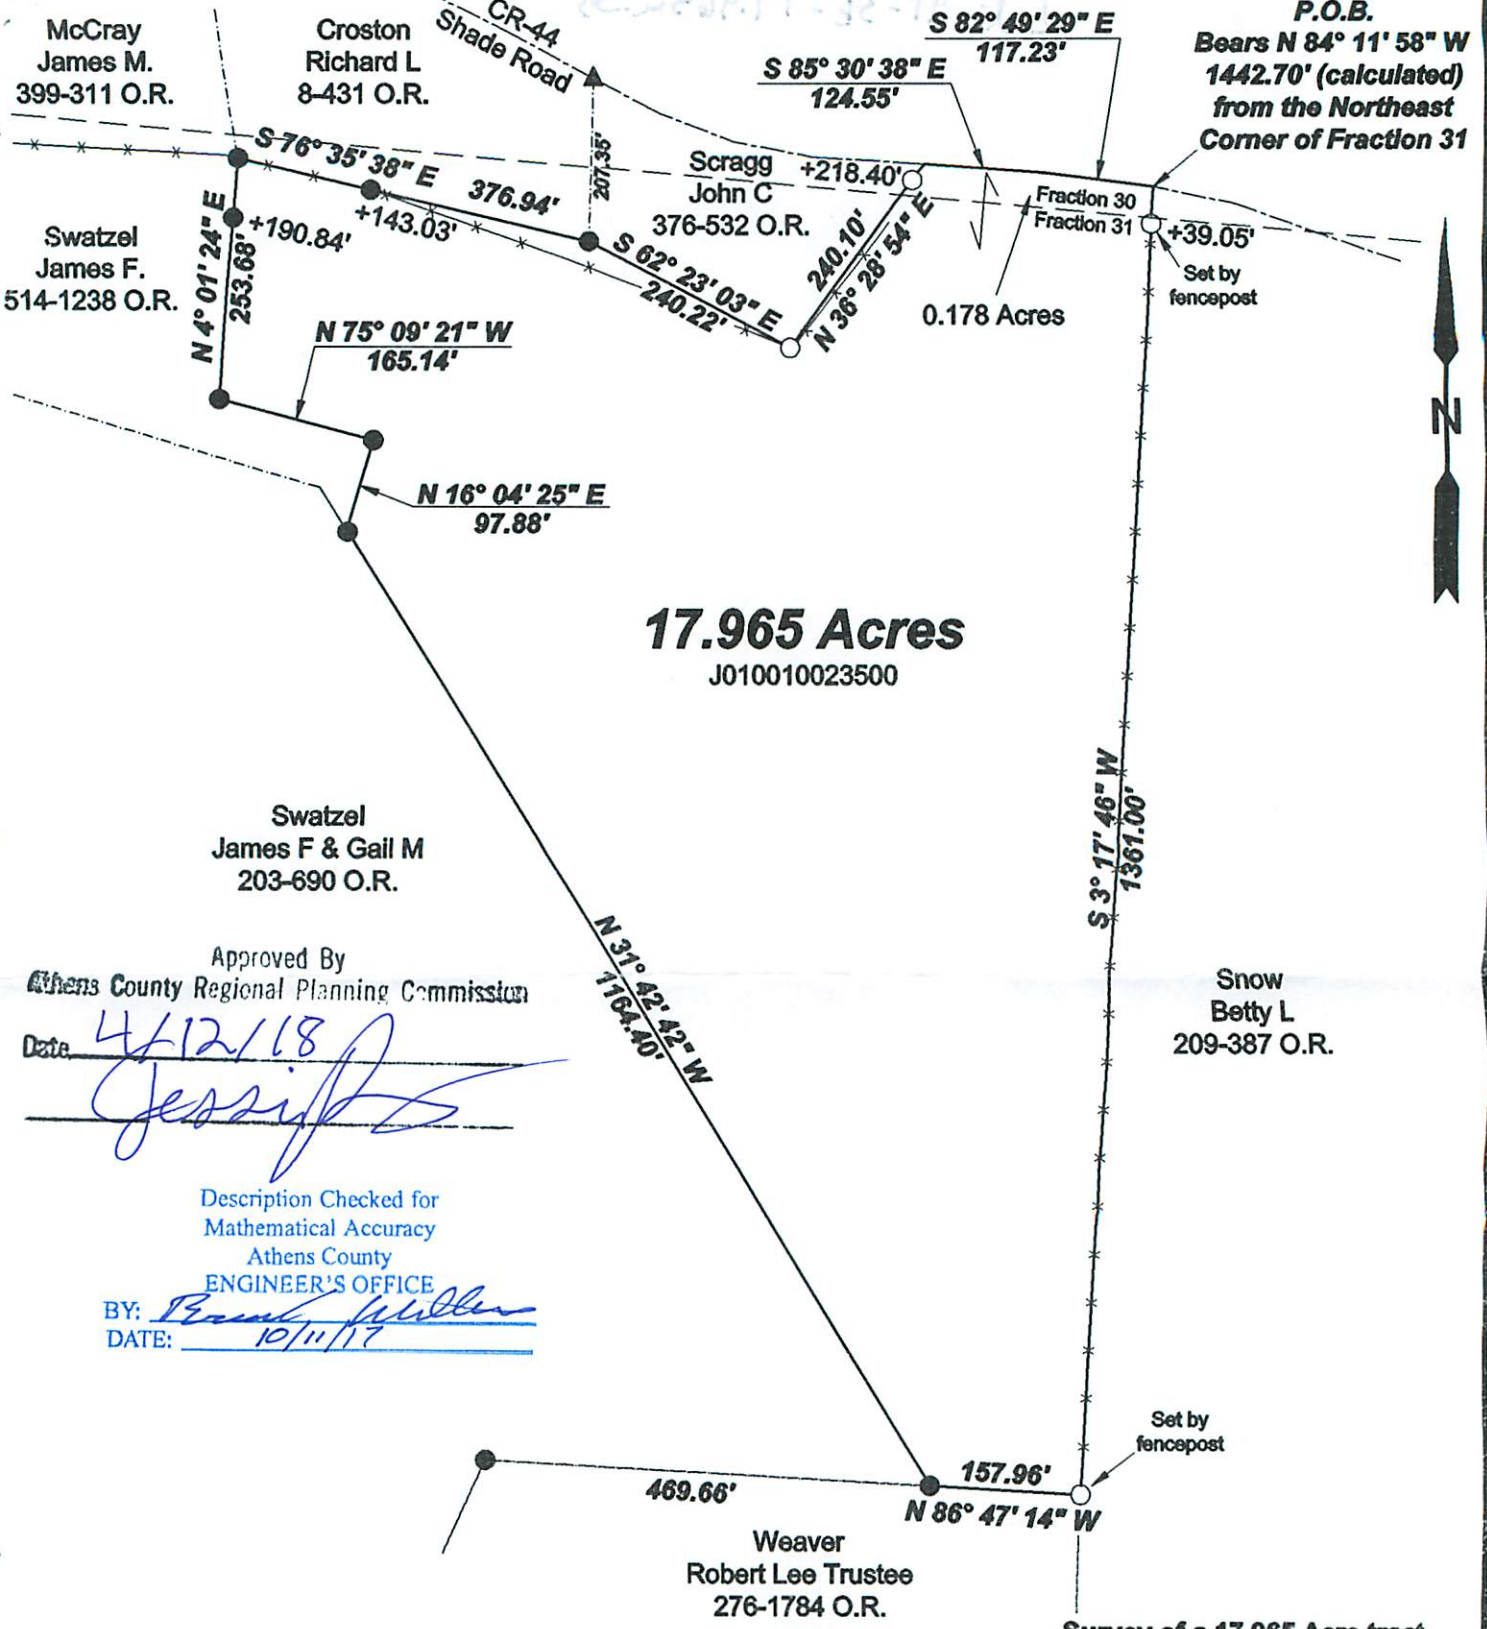 McCray
James M.
399-311 O.R.
Croston
Richard L
8-431 O.R.
CR-44
Shade Road
S 82° 49' 29" E
117.23'
S 85° 30' 38" E
124.55'
P.O.B.
Bears N 84° 11' 58" W
1442.70' (calculated)
from the Northeast
Corner of Fraction 31
S 76° 35' 38" E
376.94'
207.35'
Scragg
John C
376-532 O.R.
+218.40'
Fraction 30
Fraction 31
+39.05'
Set by
fencepost
0.178 Acres
+143.03'
+190.84'
N 4° 01' 24" E
253.68'
Swatzel
James F.
514-1238 O.R.
S 62° 23' 03" E
240.22'
240.10'
N 36° 28' 54" E
N 75° 09' 21" W
165.14'
N 16° 04' 25" E
97.88'
N
17.965 Acres
J010010023500
S 3° 17' 46" W
1361.00'
Swatzel
James F & Gail M
203-690 O.R.
N 31° 42' 42" W
1164.40'
Snow
Betty L
209-387 O.R.
Approved By
Athens County Regional Planning Commission
Date 4/12/18
Description Checked for
Mathematical Accuracy
Athens County
ENGINEER'S OFFICE
BY:
DATE: 10/11/17
Set by
fencepost
469.66'
157.96'
N 86° 47' 14" W
Weaver
Robert Lee Trustee
276-1784 O.R.
Survey of a 17.965 Acre tract